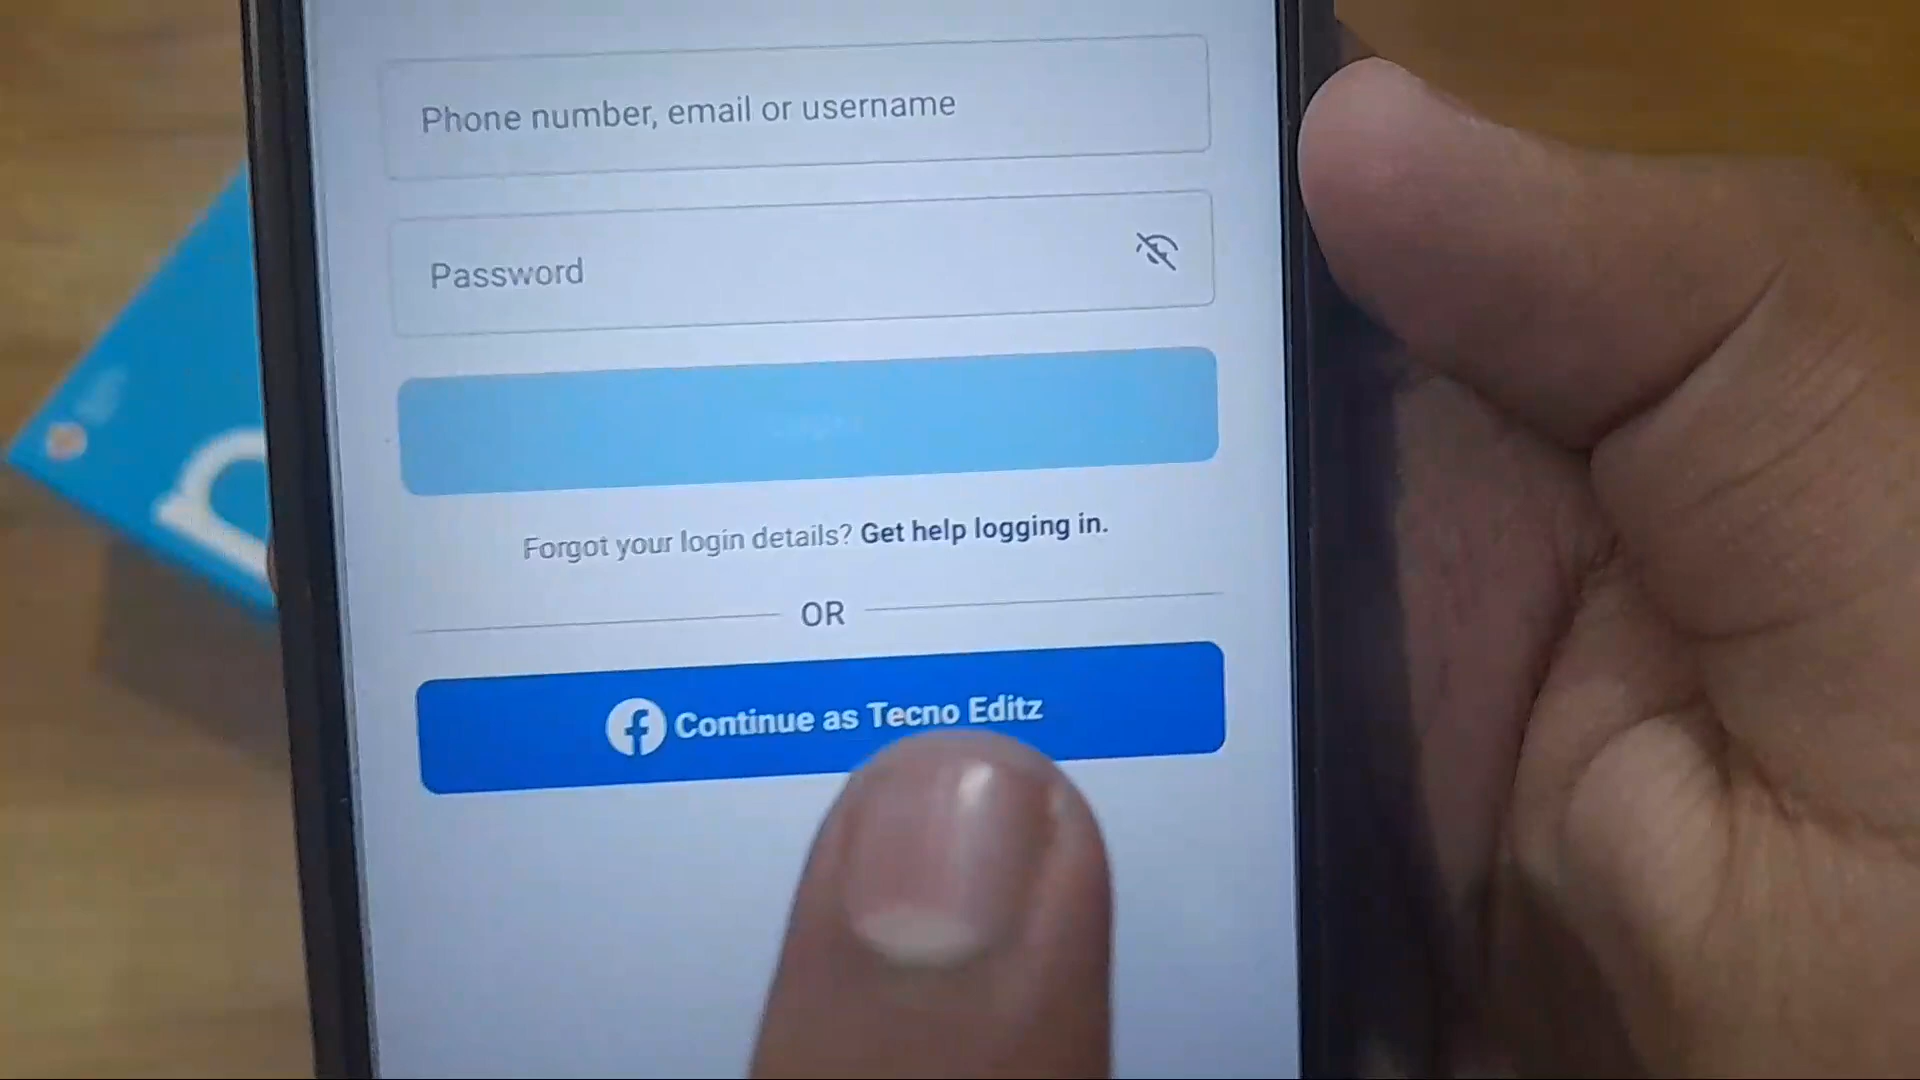 Phone number, email or username
Password
Forgot your login details? Get help logging in.
OR
Continue as Tecno Editz